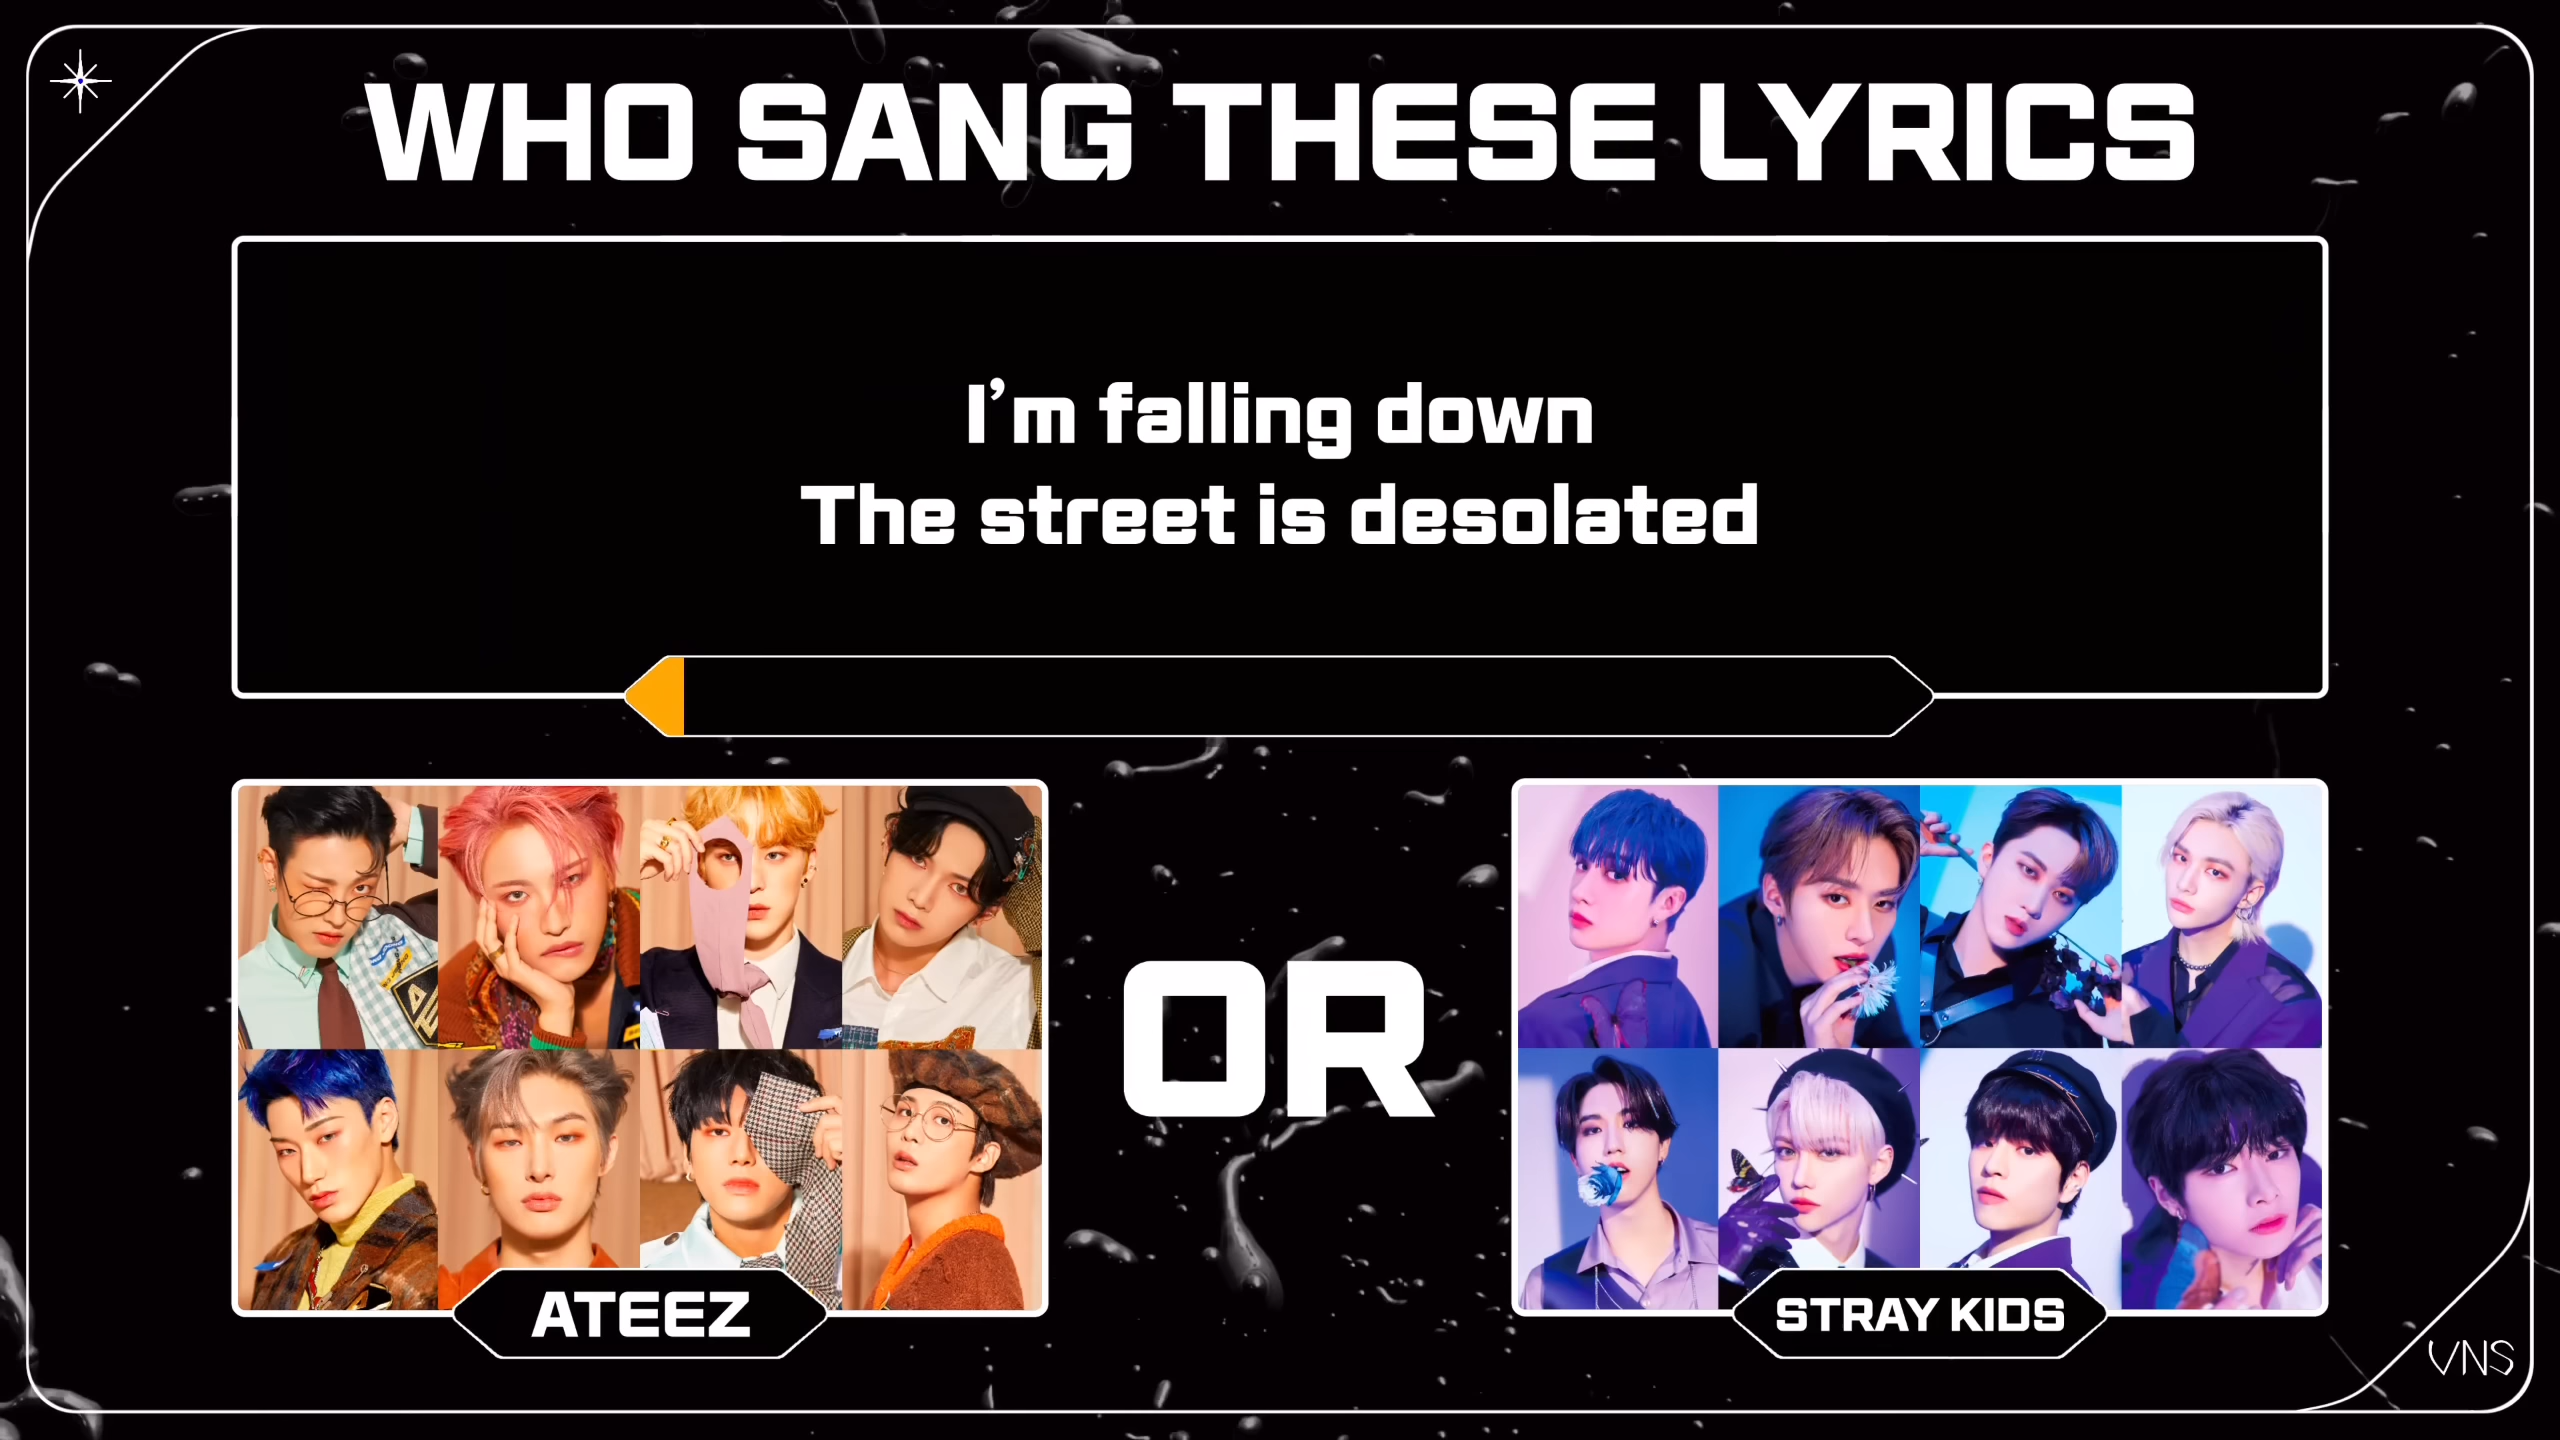 WHO SANG THESE LYRICS
I’m falling down
The street is desolated
OR
ATEEZ
STRAY KIDS
VNS